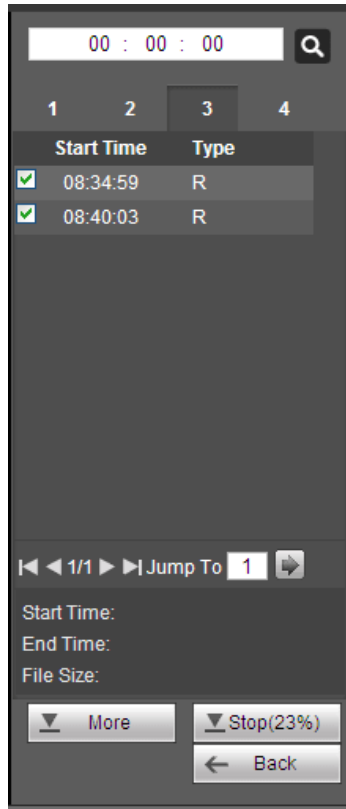 00 : 00 : 00
1 2 3 4
Start Time Type
08:34:59 R
08:40:03 R
1/1 Jump To 1
Start Time:
End Time:
File Size:
More Stop(23%)
Back